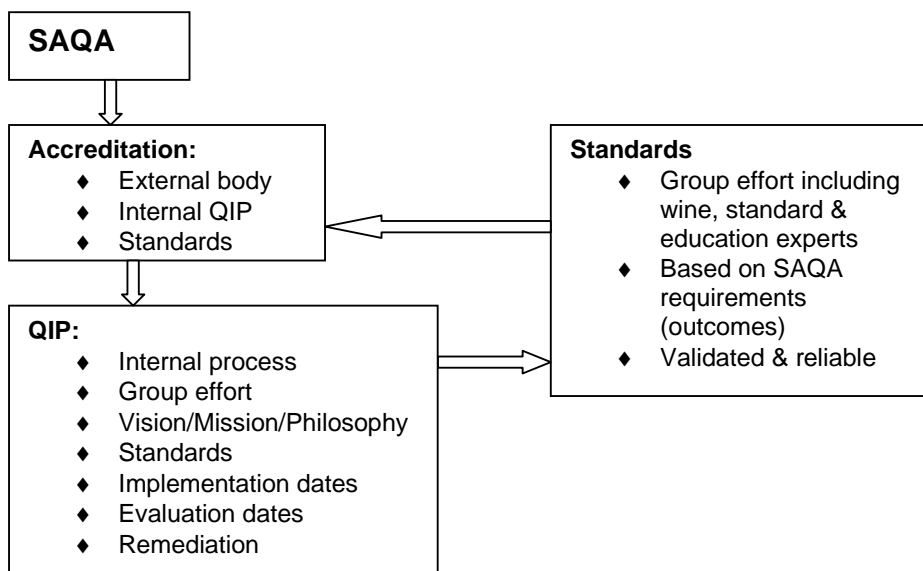 SAQA
Accreditation:
♦ External body
♦ Internal QIP
♦ Standards
QIP:
♦ Internal process
♦ Group effort
♦ Vision/Mission/Philosophy
♦ Standards
♦ Implementation dates
♦ Evaluation dates
♦ Remediation
Standards
♦ Group effort including
wine, standard &
education experts
♦ Based on SAQA
requirements
(outcomes)
♦ Validated & reliable